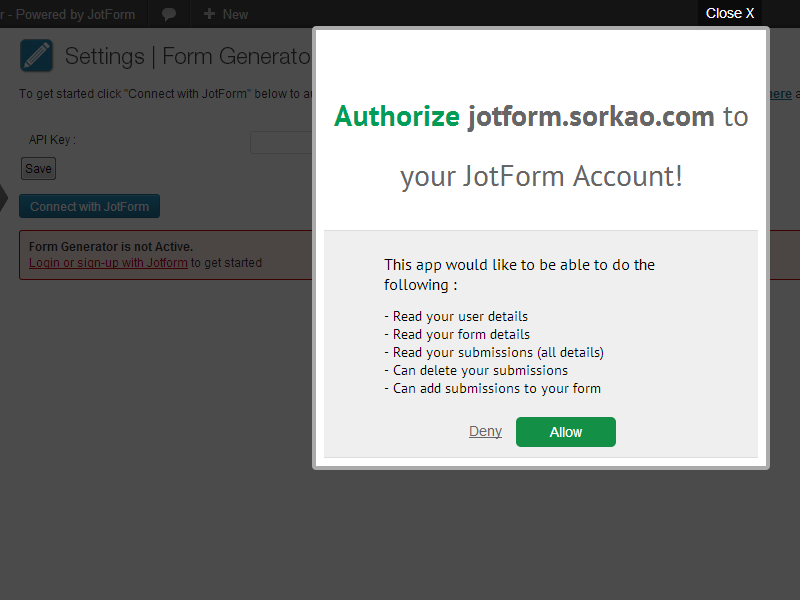 r - Powered by JotForm
New
Close X
Settings | Form Generato
To get started click "Connect with JotForm" below to au
here a
API Key :
Save
Connect with JotForm
Form Generator is not Active.
Login or sign-up with Jotform to get started
Authorize jotform.sorkao.com to
your JotForm Account!
This app would like to be able to do the
following :
- Read your user details
- Read your form details
- Read your submissions (all details)
- Can delete your submissions
- Can add submissions to your form
Deny
Allow